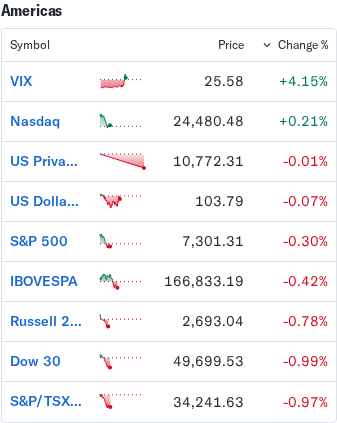 Americas
Symbol Price Change %
VIX 25.58 +4.15%
Nasdaq 24,480.48 +0.21%
US Priva... 10,772.31 -0.01%
US Dolla... 103.79 -0.07%
S&P 500 7,301.31 -0.30%
IBOVESPA 166,833.19 -0.42%
Russell 2... 2,693.04 -0.78%
Dow 30 49,699.53 -0.99%
S&P/TSX... 34,241.63 -0.97%